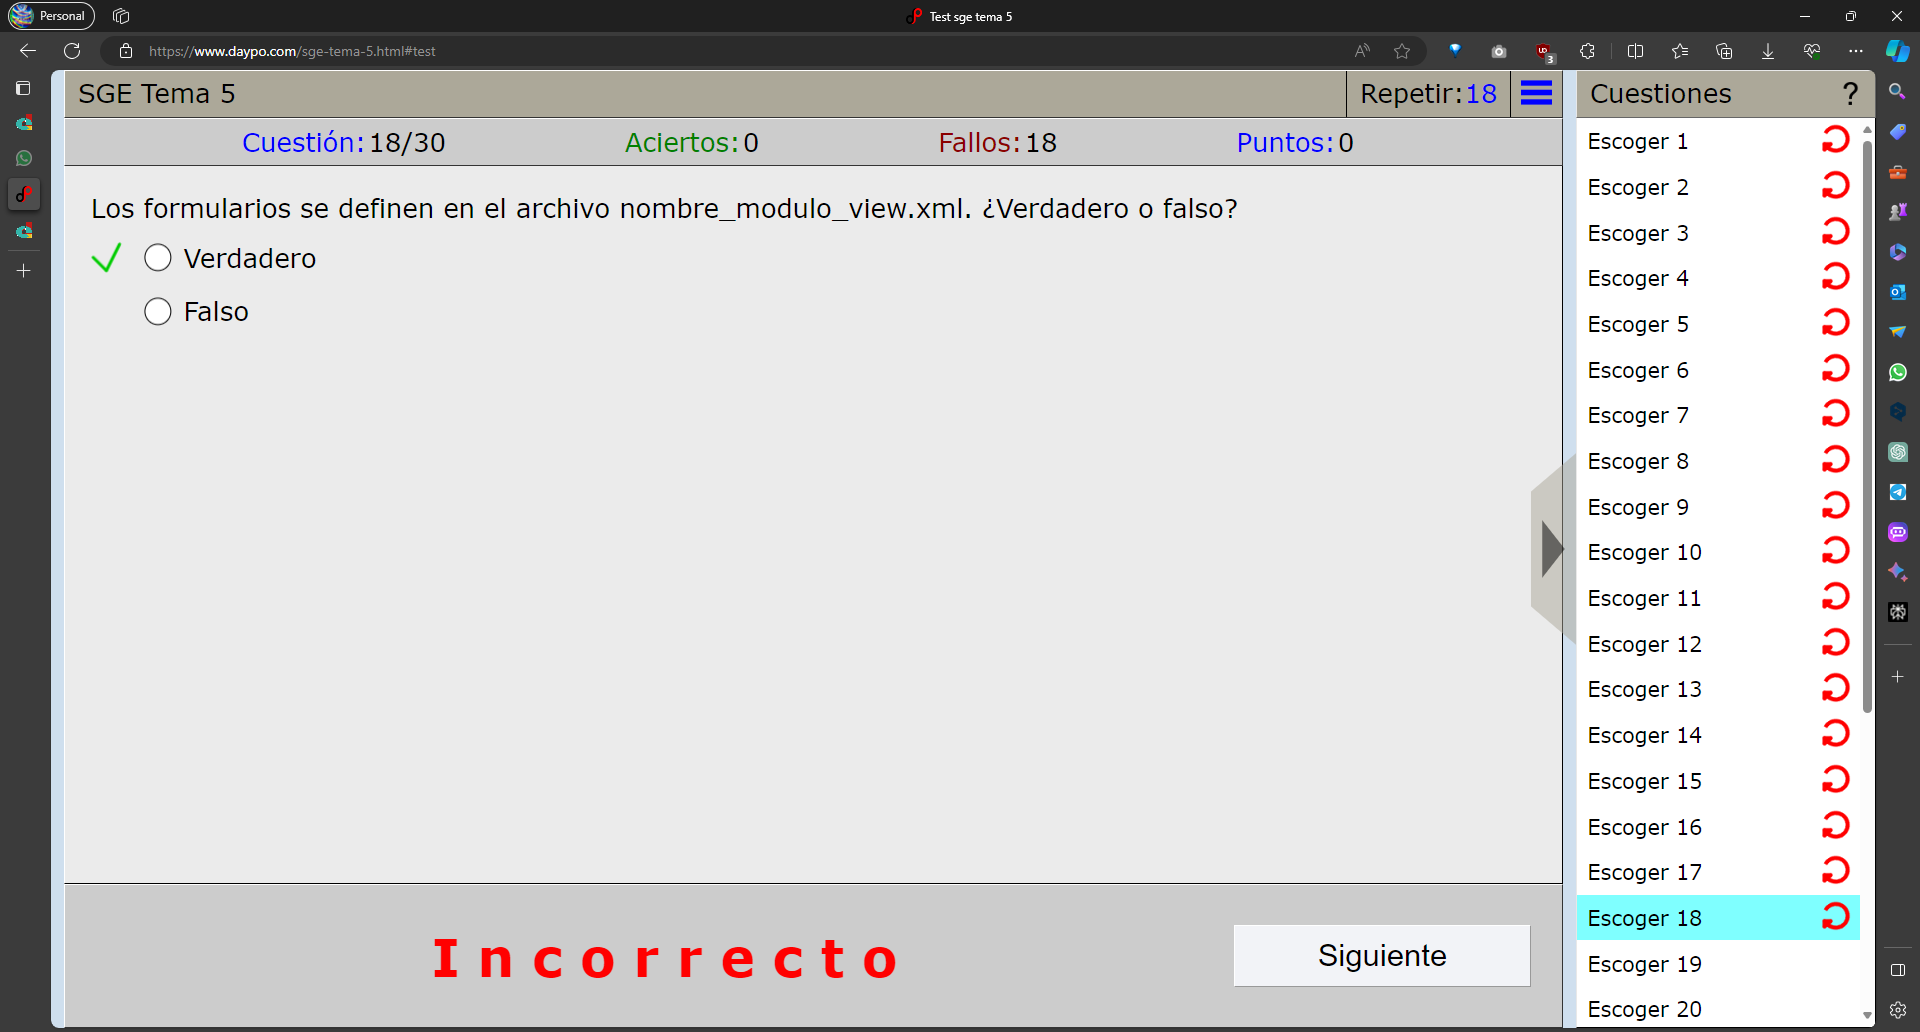 Personal
Test sge tema 5
https://www.daypo.com/sge-tema-5.html#test
SGE Tema 5
Repetir:18
Cuestiones
?
Cuestión:18/30
Aciertos:0
Fallos:18
Puntos:0
Los formularios se definen en el archivo nombre_modulo_view.xml. ¿Verdadero o falso?
Verdadero
Falso
Incorrecto
Siguiente
Escoger 1
Escoger 2
Escoger 3
Escoger 4
Escoger 5
Escoger 6
Escoger 7
Escoger 8
Escoger 9
Escoger 10
Escoger 11
Escoger 12
Escoger 13
Escoger 14
Escoger 15
Escoger 16
Escoger 17
Escoger 18
Escoger 19
Escoger 20
3